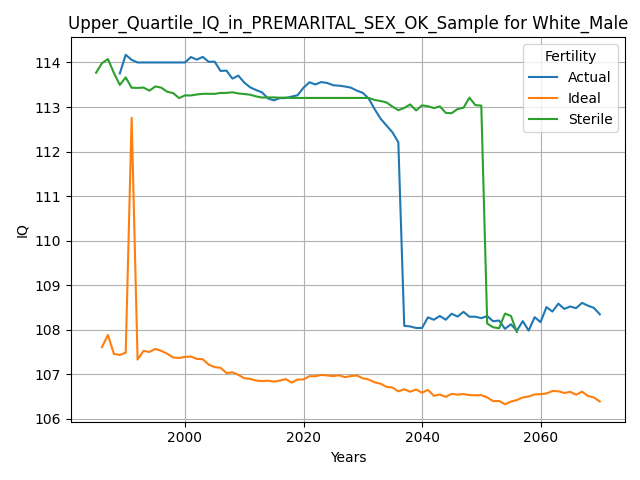 Upper_Quartile_IQ_in_PREMARITAL_SEX_OK_Sample for White_Male
Fertility
Actual
Ideal
Sterile
114
113
112
111
110
109
108
107
106
IQ
2000
2020
2040
2060
Years